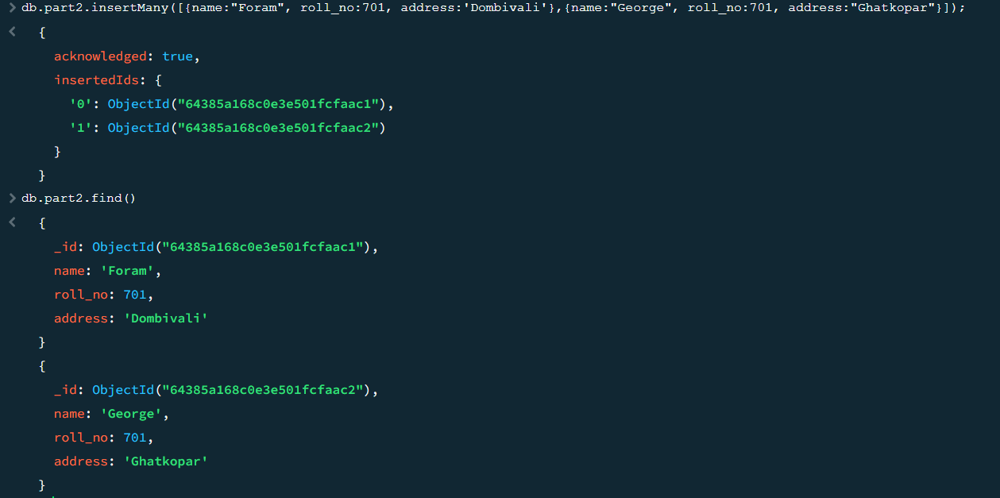 > db.part2.insertMany([{name:"Foram", roll_no:701, address:'Dombivali'},{name:"George", roll_no:701, address:"Ghatkopar"}]);
< {
acknowledged: true,
insertedIds: {
'0': ObjectId("64385a168c0e3e501fcfaac1"),
'1': ObjectId("64385a168c0e3e501fcfaac2")
}
}
> db.part2.find()
< {
_id: ObjectId("64385a168c0e3e501fcfaac1"),
name: 'Foram',
roll_no: 701,
address: 'Dombivali'
}
{
_id: ObjectId("64385a168c0e3e501fcfaac2"),
name: 'George',
roll_no: 701,
address: 'Ghatkopar'
}